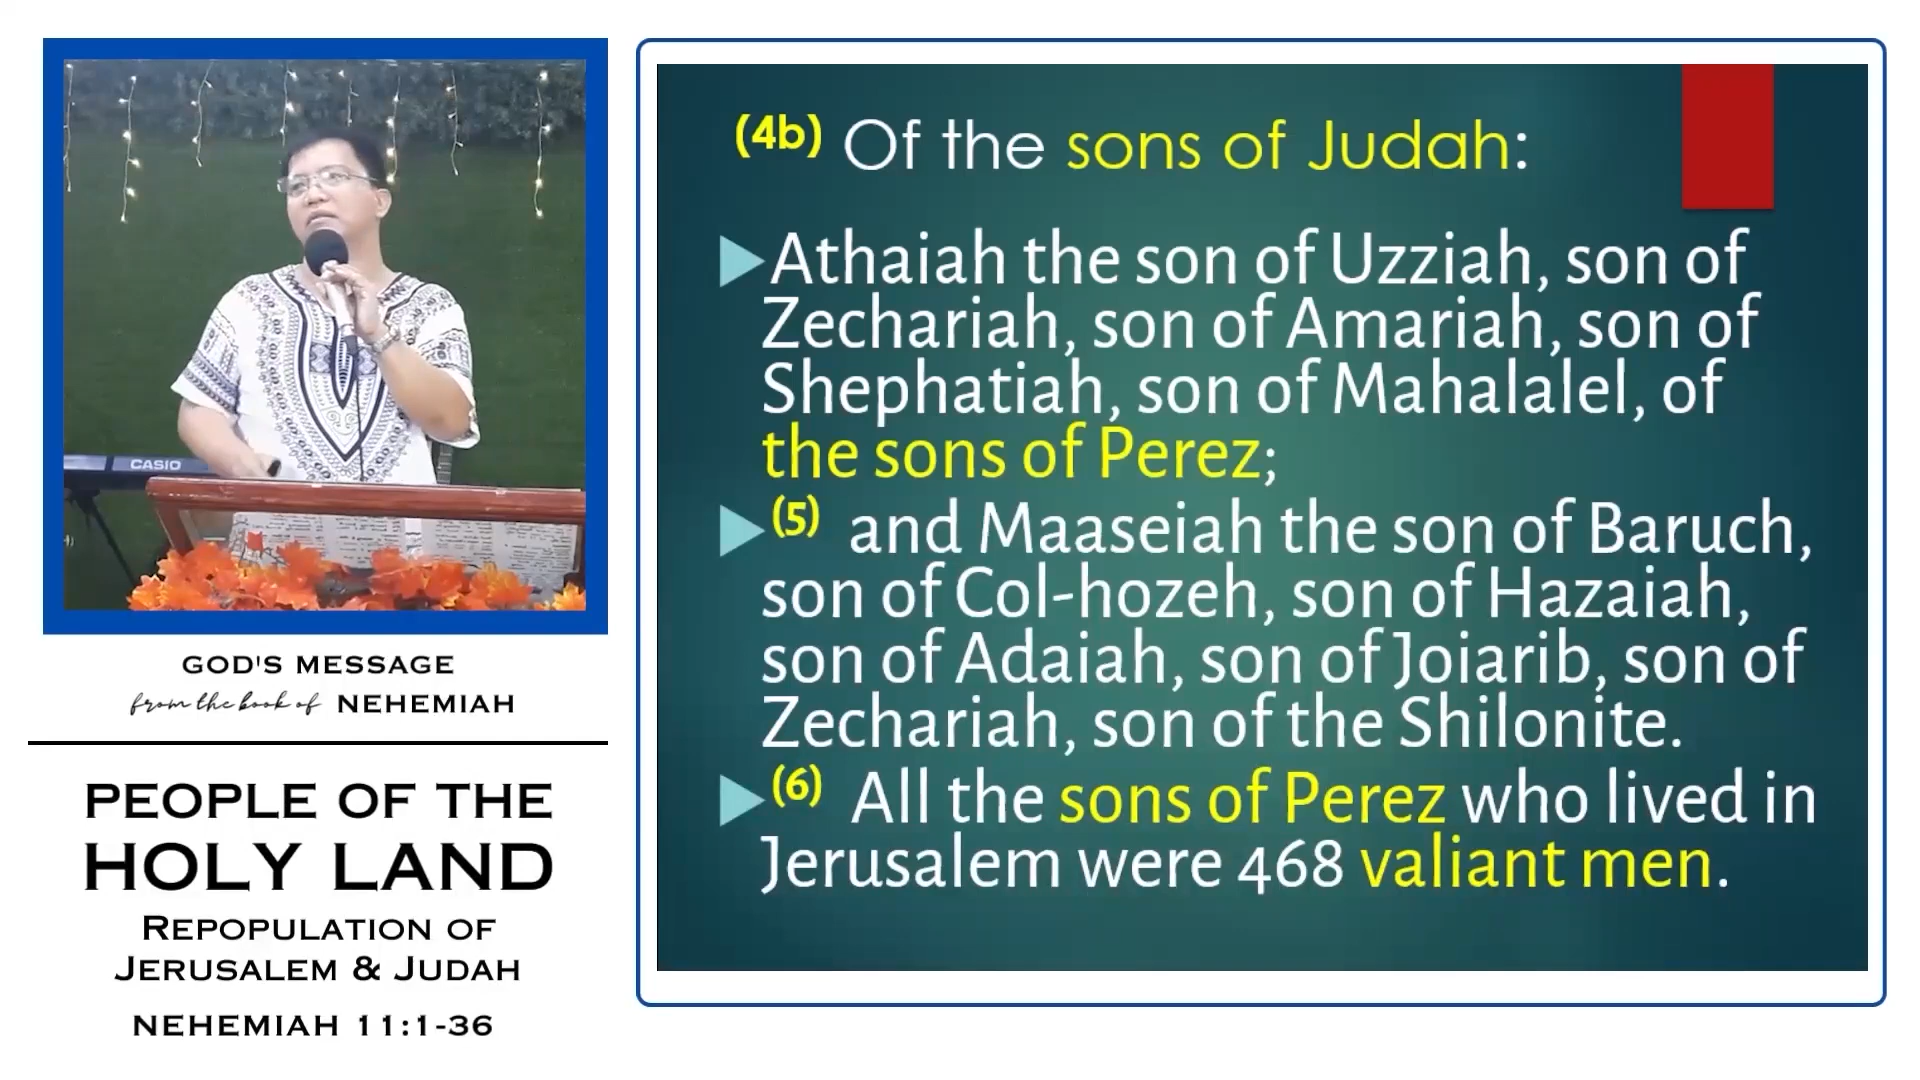 CASIO
GOD'S MESSAGE
from the book of NEHEMIAH
PEOPLE OF THE
HOLY LAND
REPOPULATION OF
JERUSALEM & JUDAH
NEHEMIAH 11:1-36
(4b) Of the sons of Judah:
▶Athaiah the son of Uzziah, son of
Zechariah, son of Amariah, son of
Shephatiah, son of Mahalalel, of
the sons of Perez;
▶(5) and Maaseiah the son of Baruch,
son of Col-hozeh, son of Hazaiah,
son of Adaiah, son of Joiarib, son of
Zechariah, son of the Shilonite.
▶(6) All the sons of Perez who lived in
Jerusalem were 468 valiant men.